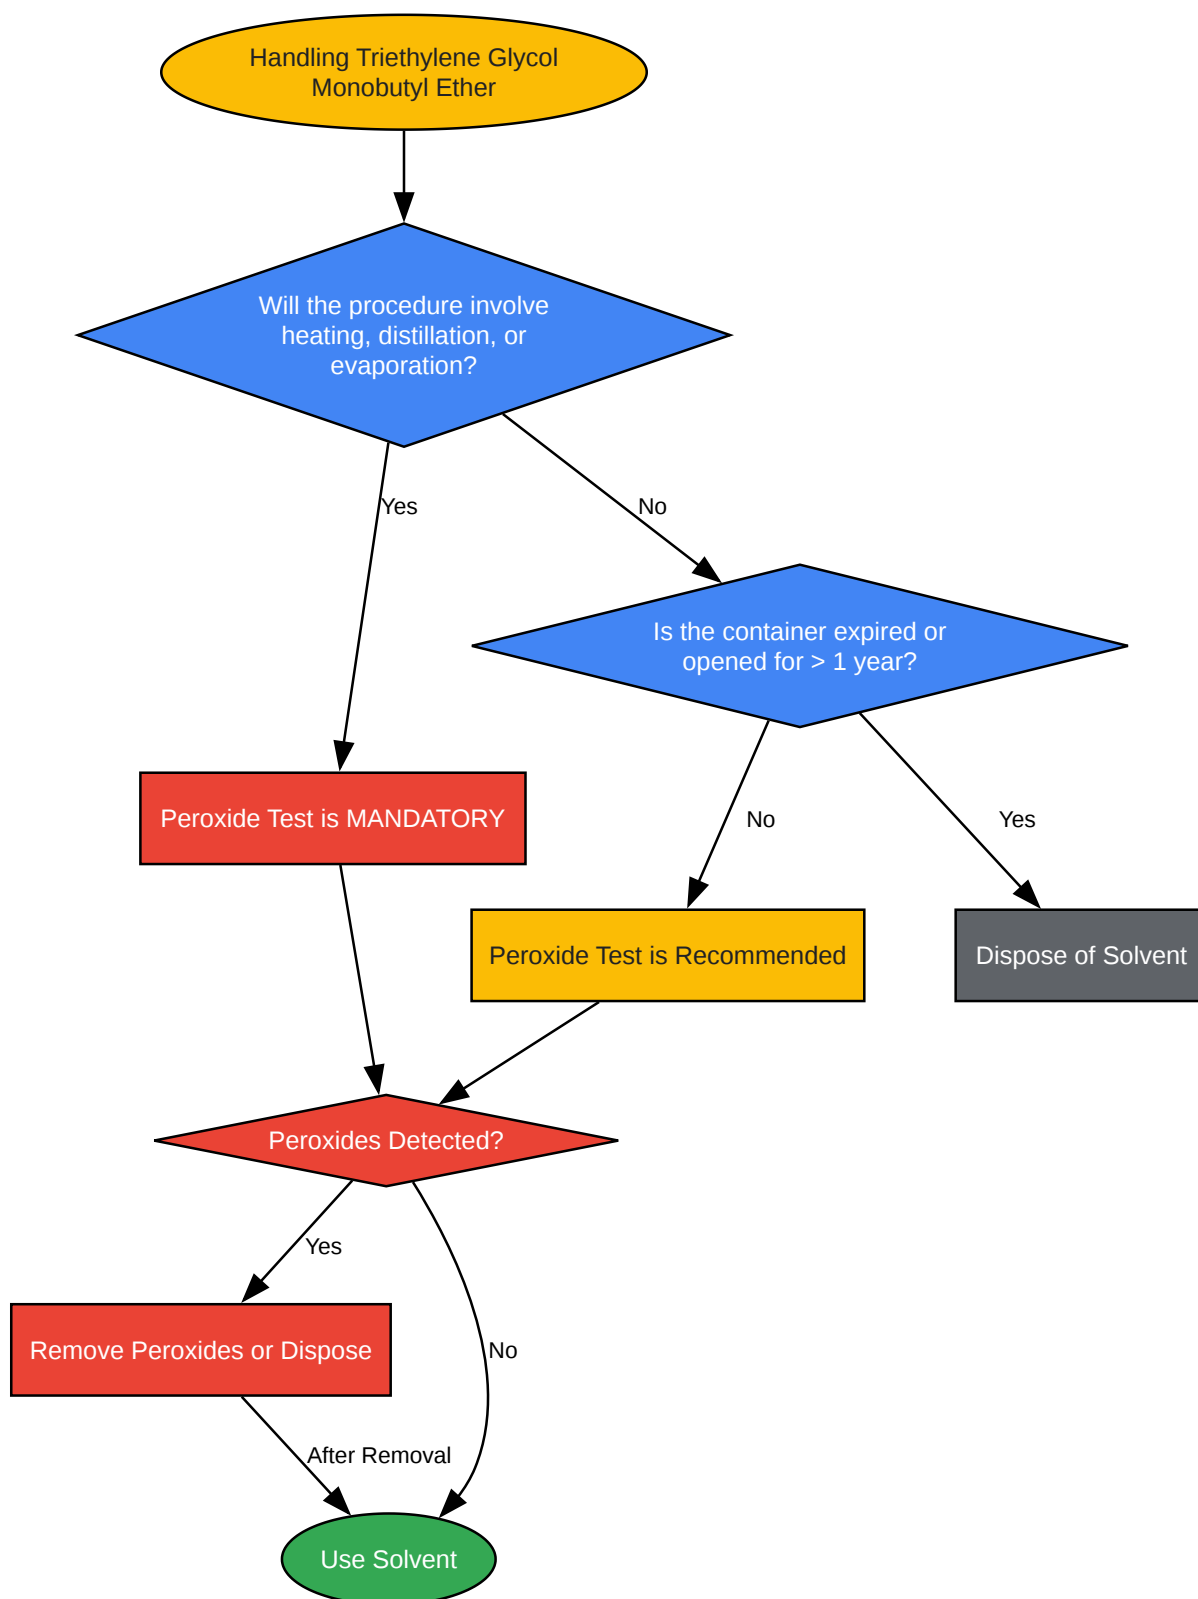 Handling Triethylene Glycol
Monobutyl Ether
Will the procedure involve
heating, distillation, or
evaporation?
Yes
No
Is the container expired or
opened for > 1 year?
Peroxide Test is MANDATORY
No
Yes
Peroxide Test is Recommended
Dispose of Solvent
Peroxides Detected?
Yes
Remove Peroxides or Dispose
No
After Removal
Use Solvent